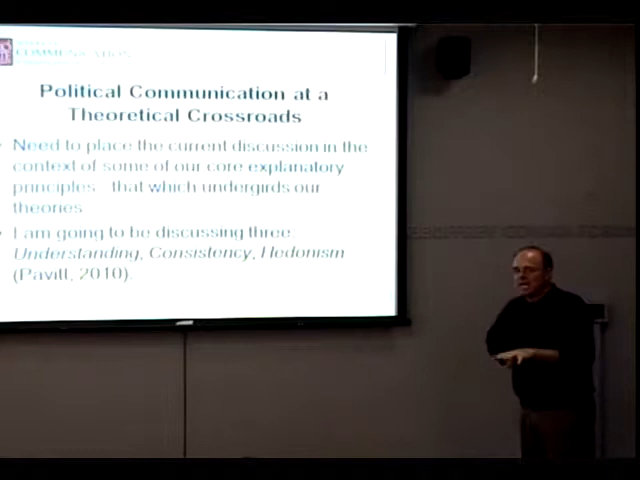 COMMUNICATION
Political Communication at a
Theoretical Crossroads
Need to place the current discussion in the
context of some of our core explanatory
principles that which undergirds our
theories
I am going to be discussing three:
Understanding, Consistency, Hedonism
(Pavitt, 2010).